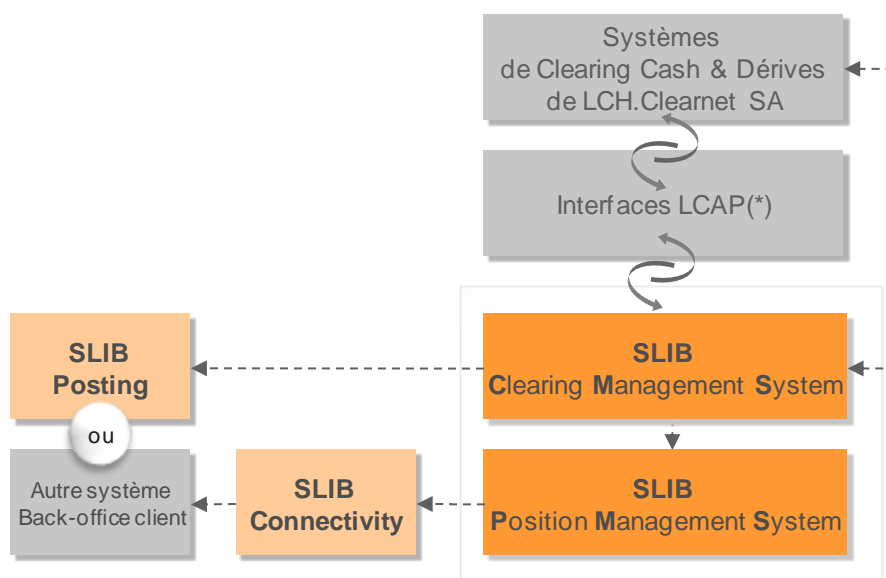 Systèmes
de Clearing Cash & Dérives
de LCH.Clearnet SA
Interfaces LCAP(*)
SLIB
Posting
SLIB
Clearing Management System
ou
Autre système
Back-office client
SLIB
Connectivity
SLIB
Position Management System